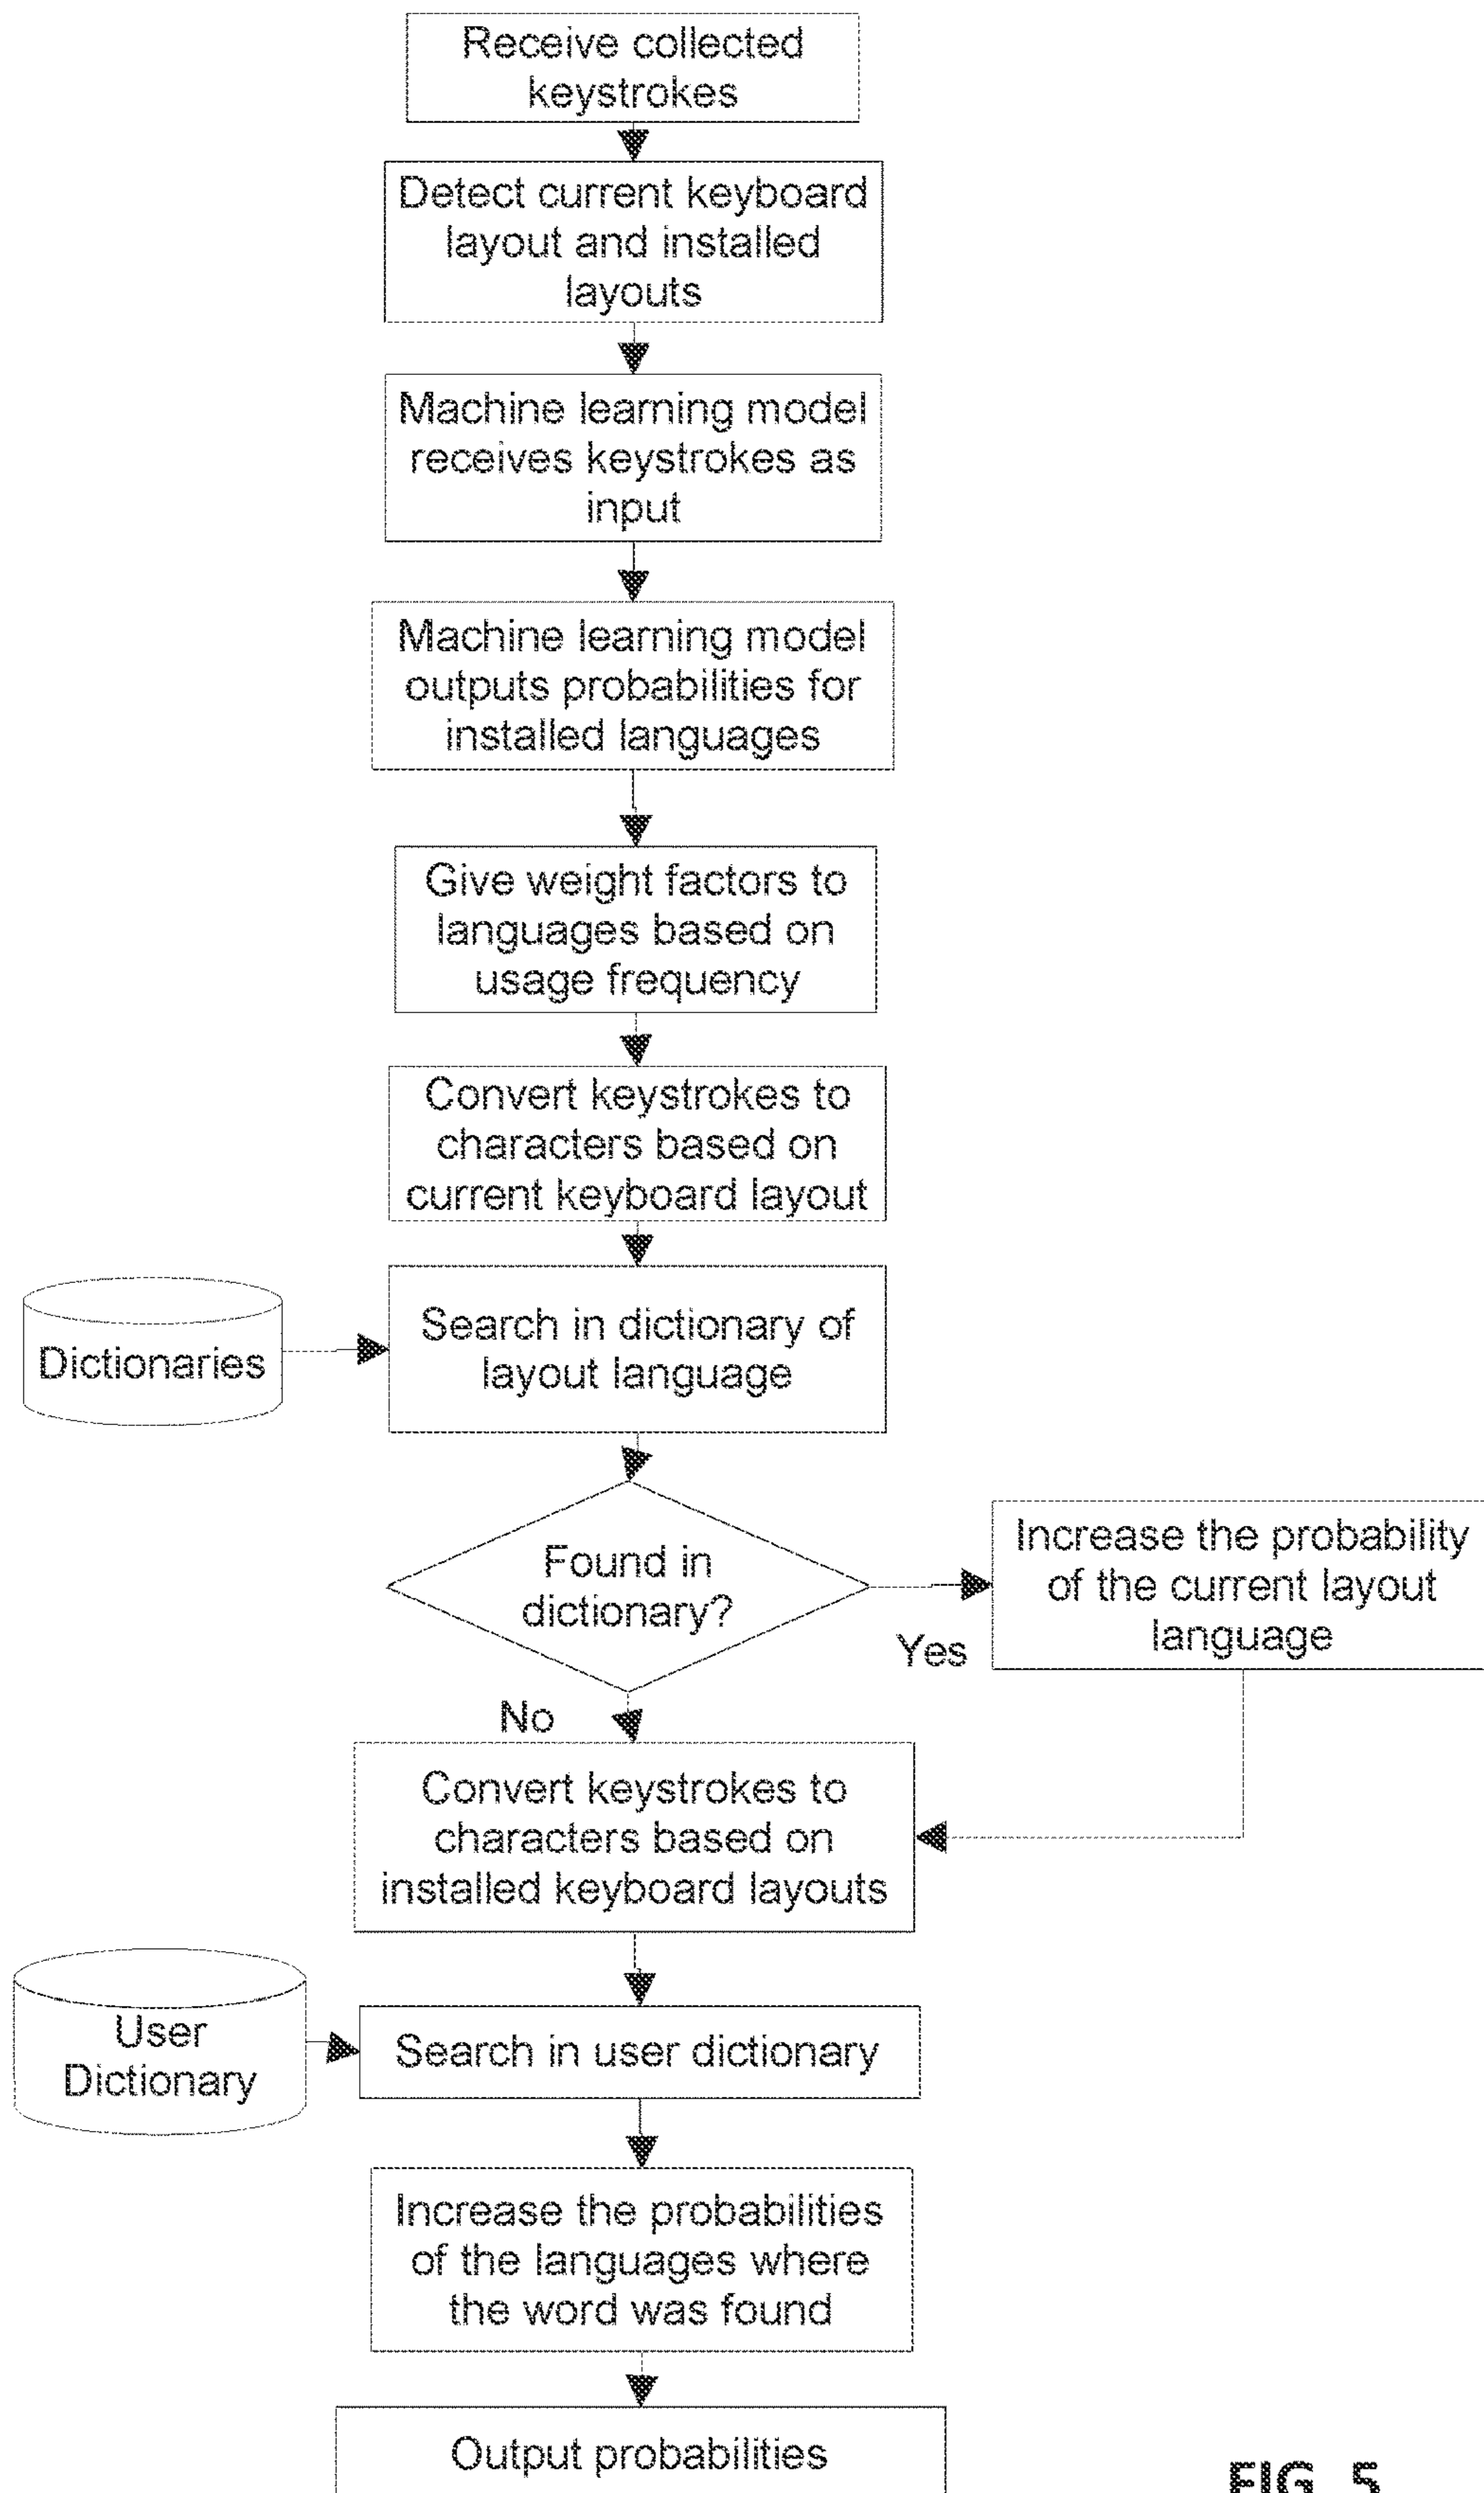 Receive collected
keystrokes
Detect current keyboard
layout and installed
layouts
Machine learning model
receives keystrokes as
input
Machine learning model
outputs probabilities for
installed languages
Give weight factors to
languages based on
usage frequency
Convert keystrokes to
characters based on
current keyboard layout
Dictionaries
Search in dictionary of
layout language
Found in
dictionary?
Yes
Increase the probability
of the current layout
language
No
Convert keystrokes to
characters based on
installed keyboard layouts
User
Dictionary
Search in user dictionary
Increase the probabilities
of the languages where
the word was found
Output probabilities
FIG. 5